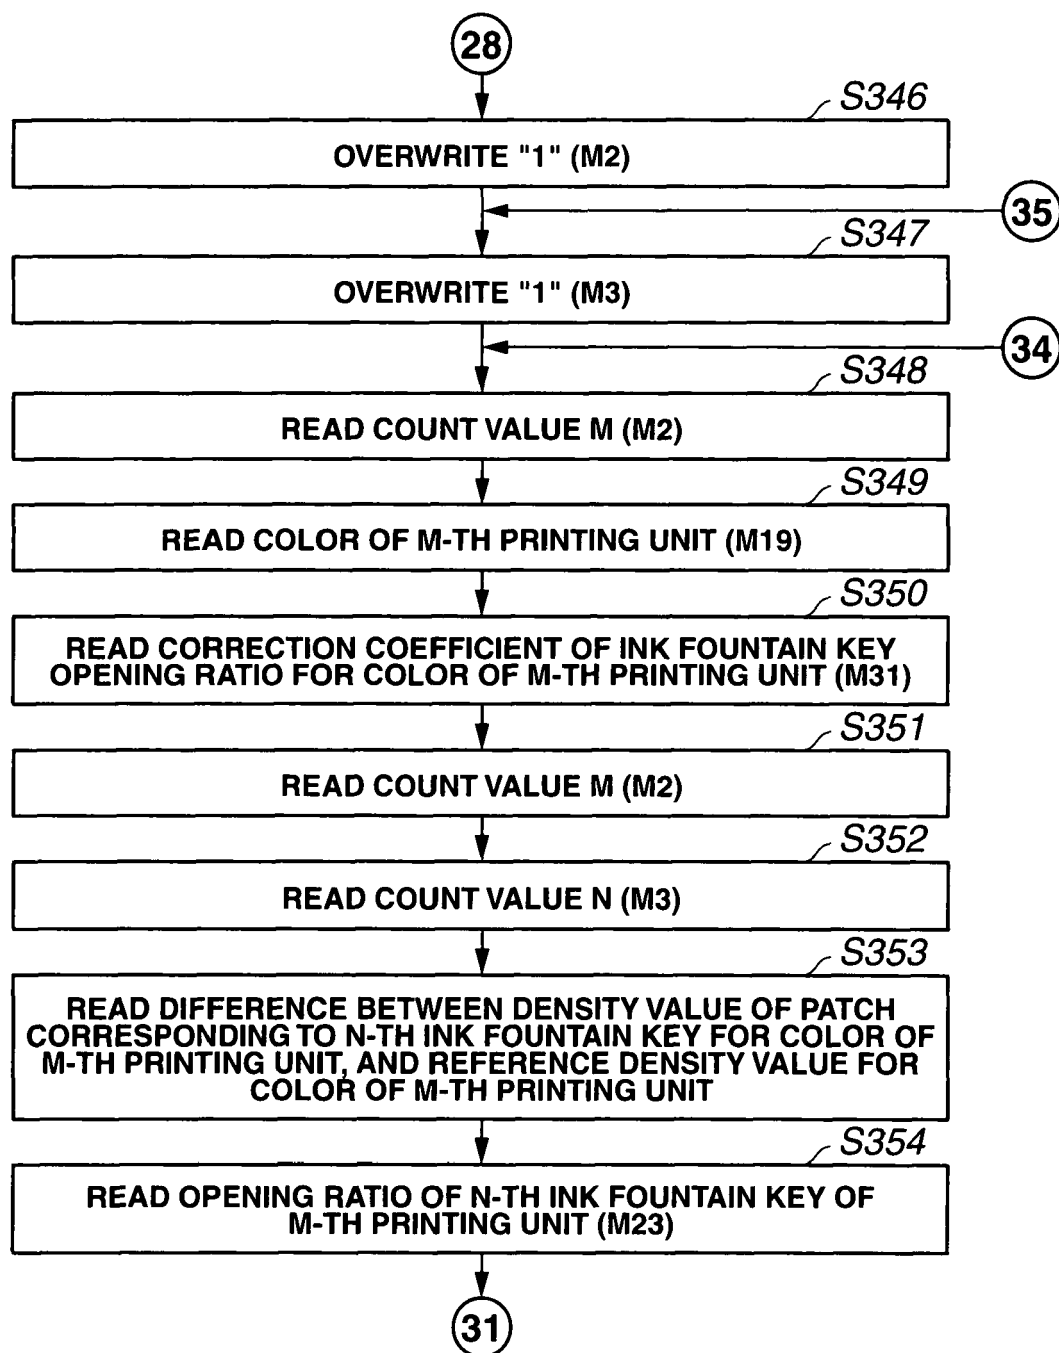 28
S346
OVERWRITE "1" (M2)
35
S347
OVERWRITE "1" (M3)
34
S348
READ COUNT VALUE M (M2)
S349
READ COLOR OF M-TH PRINTING UNIT (M19)
S350
READ CORRECTION COEFFICIENT OF INK FOUNTAIN KEY
OPENING RATIO FOR COLOR OF M-TH PRINTING UNIT (M31)
S351
READ COUNT VALUE M (M2)
S352
READ COUNT VALUE N (M3)
S353
READ DIFFERENCE BETWEEN DENSITY VALUE OF PATCH
CORRESPONDING TO N-TH INK FOUNTAIN KEY FOR COLOR OF
M-TH PRINTING UNIT, AND REFERENCE DENSITY VALUE FOR
COLOR OF M-TH PRINTING UNIT
S354
READ OPENING RATIO OF N-TH INK FOUNTAIN KEY OF
M-TH PRINTING UNIT (M23)
31